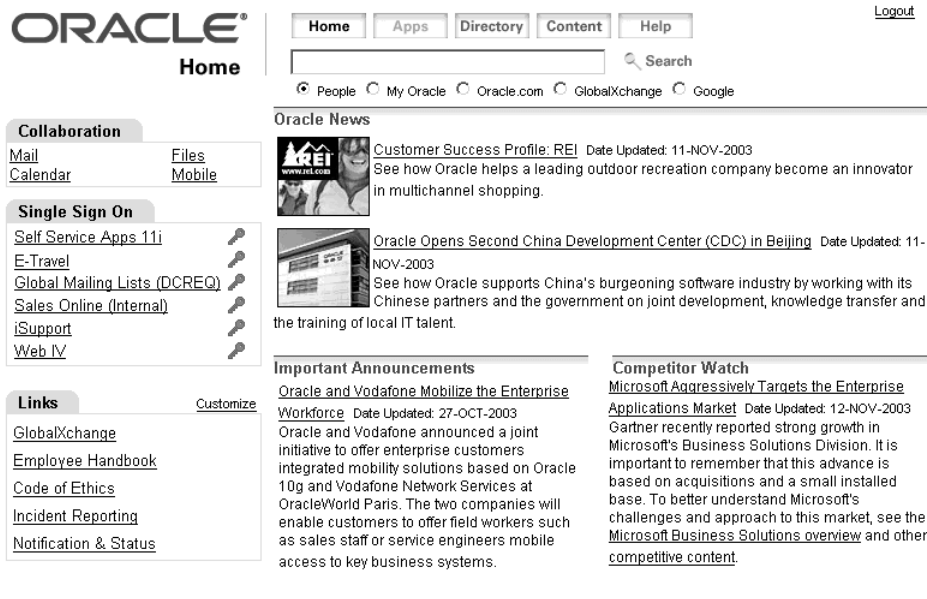 ORACLE®
Home
Home Apps Directory Content Help
Logout
Search
People My Oracle Oracle.com GlobalXchange Google
Collaboration
Mail Files
Calendar Mobile
Single Sign On
Self Service Apps 11i
E-Travel
Global Mailing Lists (DCREQ)
Sales Online (Internal)
iSupport
Web IV
Links Customize
GlobalXchange
Employee Handbook
Code of Ethics
Incident Reporting
Notification & Status
Oracle News
REI
www.rei.com
Customer Success Profile: REI Date Updated: 11-NOV-2003
See how Oracle helps a leading outdoor recreation company become an innovator
in multichannel shopping.
ORACLE
Oracle Opens Second China Development Center (CDC) in Beijing Date Updated: 11-
NOV-2003
See how Oracle supports China's burgeoning software industry by working with its
Chinese partners and the government on joint development, knowledge transfer and
the training of local IT talent.
Important Announcements
Oracle and Vodafone Mobilize the Enterprise
Workforce Date Updated: 27-OCT-2003
Oracle and Vodafone announced a joint
initiative to offer enterprise customers
integrated mobility solutions based on Oracle
10g and Vodafone Network Services at
OracleWorld Paris. The two companies will
enable customers to offer field workers such
as sales staff or service engineers mobile
access to key business systems.
Competitor Watch
Microsoft Aggressively Targets the Enterprise
Applications Market Date Updated: 12-NOV-2003
Gartner recently reported strong growth in
Microsoft's Business Solutions Division. It is
important to remember that this advance is
based on acquisitions and a small installed
base. To better understand Microsoft's
challenges and approach to this market, see the
Microsoft Business Solutions overview and other
competitive content.